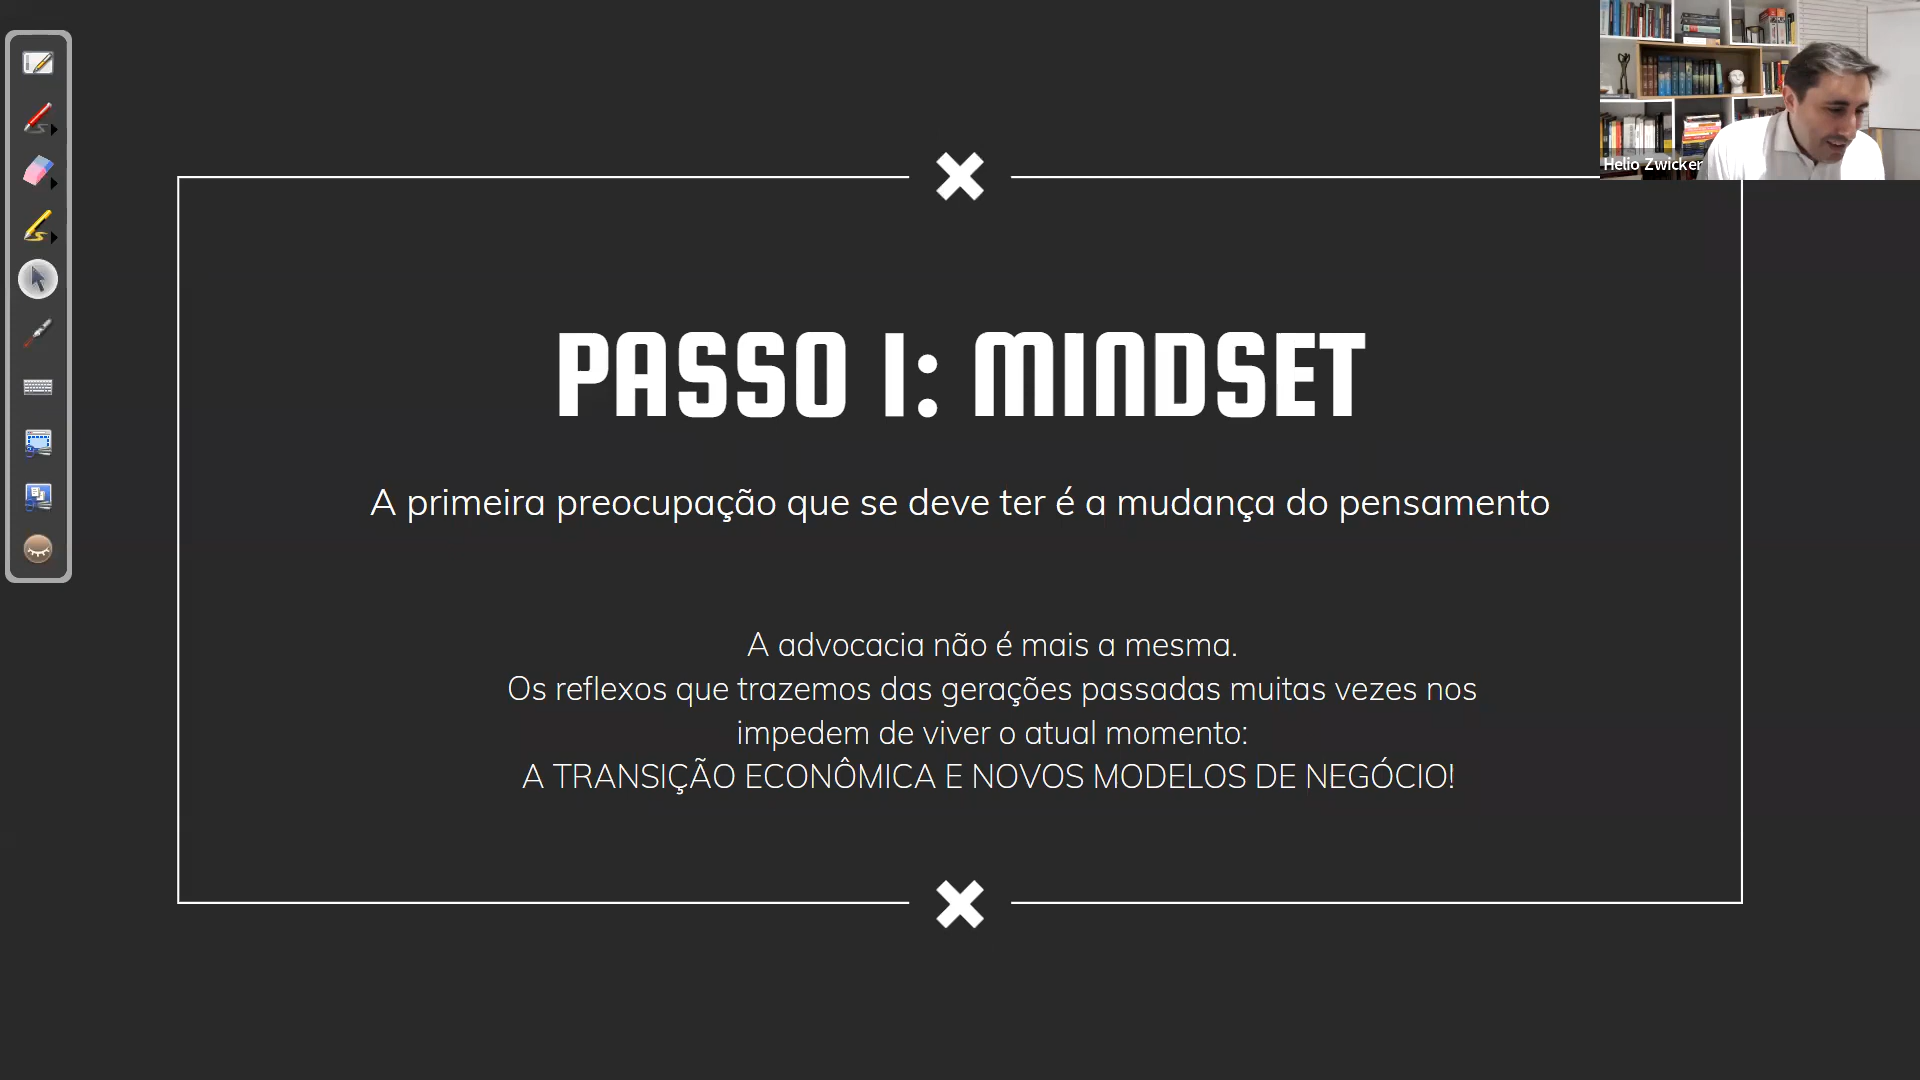 Helio Zwicker
PASSO 1: MINDSET
A primeira preocupação que se deve ter é a mudança do pensamento
A advocacia não é mais a mesma.
Os reflexos que trazemos das gerações passadas muitas vezes nos
impedem de viver o atual momento:
A TRANSIÇÃO ECONÔMICA E NOVOS MODELOS DE NEGÓCIO!